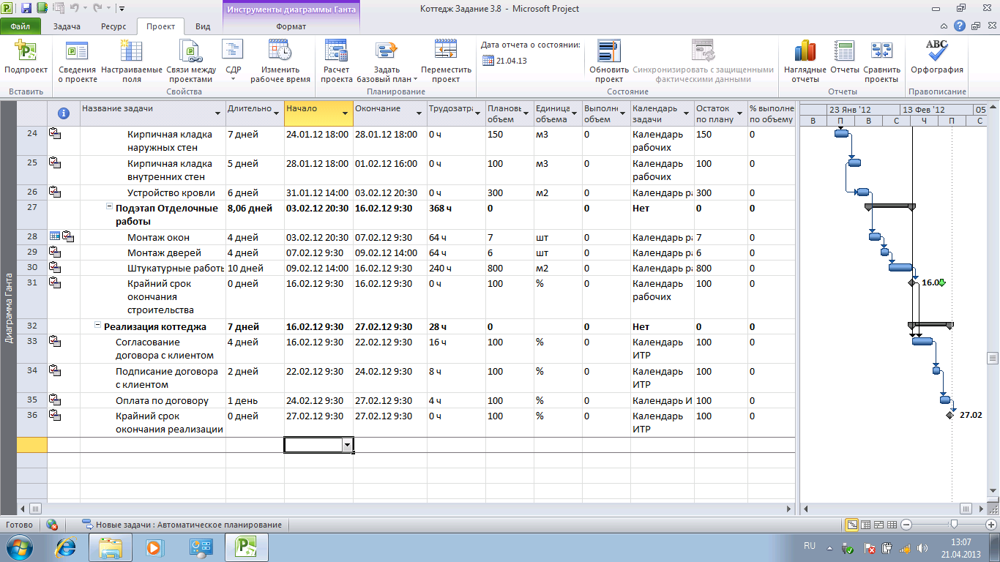 Инструменты диаграммы Ганта
Коттедж Задание 3.8 - Microsoft Project
Файл Задача Ресурс Проект Вид Формат
Подпроект
Сведения о проекте
Настраиваемые поля
Связи между проектами
СДР
Изменить рабочее время
Расчет проекта
Задать базовый план
Переместить проект
Дата отчета о состоянии:
21.04.13
Обновить проект
Синхронизировать с защищенными фактическими данными
Наглядные отчеты
Отчеты
Сравнить проекты
ABC
Орфография
Вставить Свойства Планирование Состояние Отчеты Правописание
Название задачи Длительно Начало Окончание Трудозатра Плановы объем Единица объема Выполн объем Календарь задачи Остаток по плану % выполне по объему
23 Янв '12 13 Фев '12 05
В П В С Ч П С
24 Кирпичная кладка наружных стен 7 дней 24.01.12 18:00 28.01.12 18:00 0 ч 150 м3 0 Календарь рабочих 150 0
25 Кирпичная кладка внутренних стен 5 дней 28.01.12 18:00 01.02.12 16:00 0 ч 100 м3 0 Календарь рабочих 100 0
26 Устройство кровли 6 дней 31.01.12 14:00 03.02.12 20:30 0 ч 300 м2 0 Календарь ра 300 0
27 Подэтап Отделочные работы 8,06 дней 03.02.12 20:30 16.02.12 9:30 368 ч 0 0 Нет 0 0
28 Монтаж окон 4 дней 03.02.12 20:30 07.02.12 9:30 64 ч 7 шт 0 Календарь ра 7 0
29 Монтаж дверей 4 дней 07.02.12 9:30 09.02.12 14:00 64 ч 6 шт 0 Календарь ра 6 0
30 Штукатурные работы 10 дней 09.02.12 14:00 16.02.12 9:30 240 ч 800 м2 0 Календарь ра 800 0
31 Крайний срок окончания строительства 0 дней 16.02.12 9:30 16.02.12 9:30 0 ч 100 % 0 Календарь рабочих 100 0
32 Реализация коттеджа 7 дней 16.02.12 9:30 27.02.12 9:30 28 ч 0 0 Нет 0 0
33 Согласование договора с клиентом 4 дней 16.02.12 9:30 22.02.12 9:30 16 ч 100 % 0 Календарь ИТР 100 0
34 Подписание договора с клиентом 2 дней 22.02.12 9:30 24.02.12 9:30 8 ч 100 % 0 Календарь ИТР 100 0
35 Оплата по договору 1 день 24.02.12 9:30 27.02.12 9:30 4 ч 100 % 0 Календарь И 100 0
36 Крайний срок окончания реализации 0 дней 27.02.12 9:30 27.02.12 9:30 0 ч 100 % 0 Календарь ИТР 100 0
27.02
Диаграмма Ганта
Готово Новые задачи : Автоматическое планирование
RU 13:07
21.04.2013